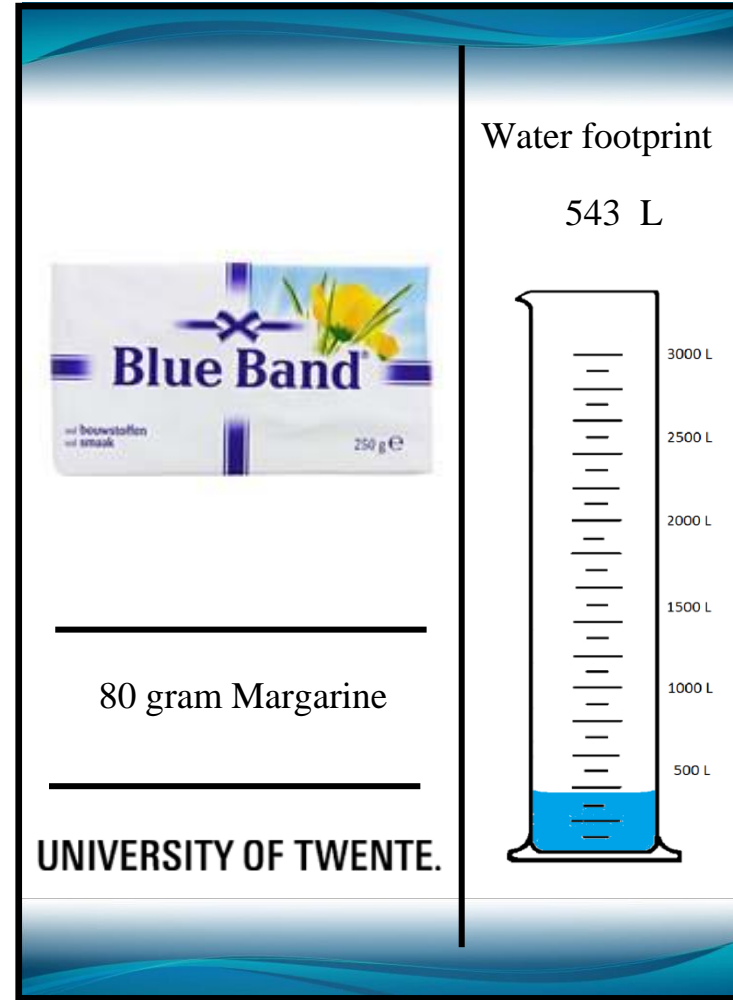 Water footprint
543 L
Blue Band®
vol bouwstoffen
vol smaak
250 g ℮
80 gram Margarine
UNIVERSITY OF TWENTE.
3000 L
2500 L
2000 L
1500 L
1000 L
500 L